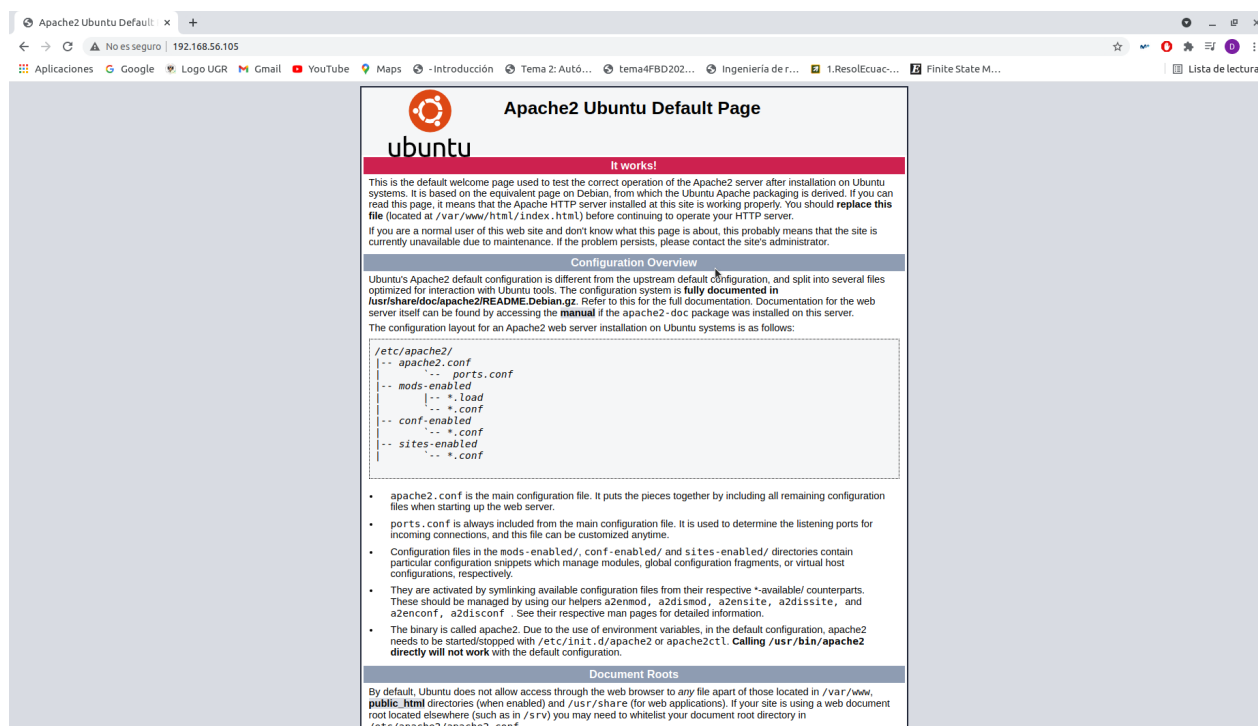 Apache2 Ubuntu Default
No es seguro 192.168.56.105
Aplicaciones Google Logo UGR Gmail YouTube Maps - Introducción Tema 2: Autó... tema4FBD202... Ingeniería de r... 1.ResolEcuac-... Finite State M... Lista de lectura
Apache2 Ubuntu Default Page
ubuntu
It works!
This is the default welcome page used to test the correct operation of the Apache2 server after installation on Ubuntu
systems. It is based on the equivalent page on Debian, from which the Ubuntu Apache packaging is derived. If you can
read this page, it means that the Apache HTTP server installed at this site is working properly. You should replace this
file (located at /var/www/html/index.html) before continuing to operate your HTTP server.
If you are a normal user of this web site and don't know what this page is about, this probably means that the site is
currently unavailable due to maintenance. If the problem persists, please contact the site's administrator.
Configuration Overview
Ubuntu's Apache2 default configuration is different from the upstream default configuration, and split into several files
optimized for interaction with Ubuntu tools. The configuration system is fully documented in
/usr/share/doc/apache2/README.Debian.gz. Refer to this for the full documentation. Documentation for the web
server itself can be found by accessing the manual if the apache2-doc package was installed on this server.
The configuration layout for an Apache2 web server installation on Ubuntu systems is as follows:
/etc/apache2/
|-- apache2.conf
|       `--  ports.conf
|-- mods-enabled
|       |-- *.load
|       `-- *.conf
|-- conf-enabled
|       `-- *.conf
|-- sites-enabled
|       `-- *.conf
• apache2.conf is the main configuration file. It puts the pieces together by including all remaining configuration
files when starting up the web server.
• ports.conf is always included from the main configuration file. It is used to determine the listening ports for
incoming connections, and this file can be customized anytime.
• Configuration files in the mods-enabled/, conf-enabled/ and sites-enabled/ directories contain
particular configuration snippets which manage modules, global configuration fragments, or virtual host
configurations, respectively.
• They are activated by symlinking available configuration files from their respective *-available/ counterparts.
These should be managed by using our helpers a2enmod, a2dismod, a2ensite, a2dissite, and
a2enconf, a2disconf . See their respective man pages for detailed information.
• The binary is called apache2. Due to the use of environment variables, in the default configuration, apache2
needs to be started/stopped with /etc/init.d/apache2 or apache2ctl. Calling /usr/bin/apache2
directly will not work with the default configuration.
Document Roots
By default, Ubuntu does not allow access through the web browser to any file apart of those located in /var/www,
public_html directories (when enabled) and /usr/share (for web applications). If your site is using a web document
root located elsewhere (such as in /srv) you may need to whitelist your document root directory in
/etc/apache2/apache2.conf